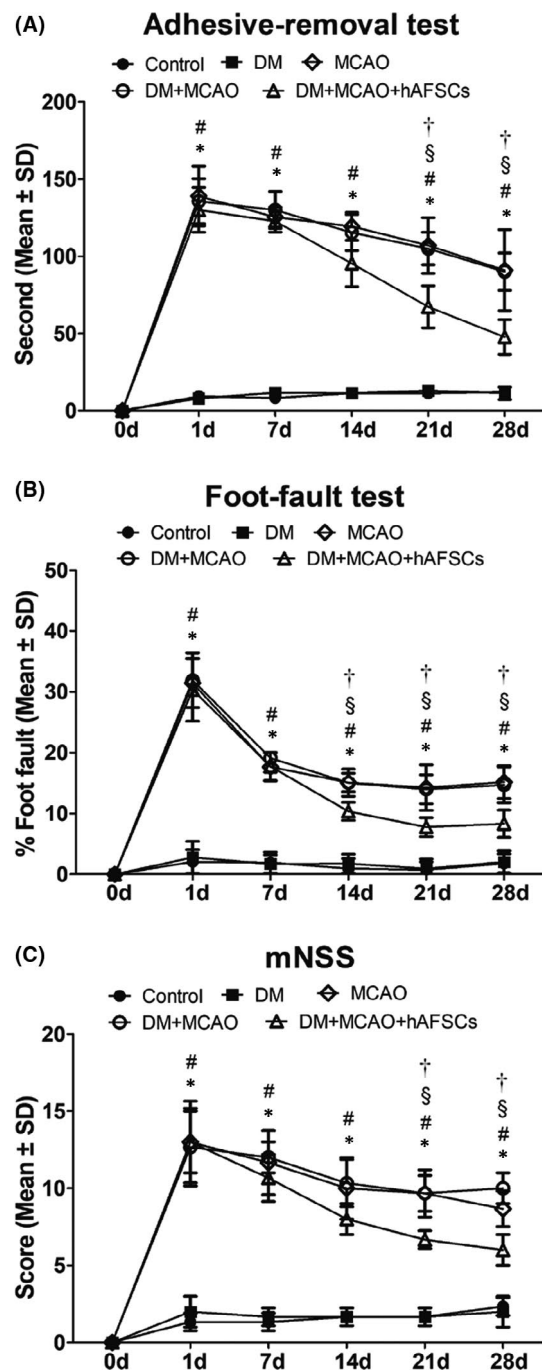 (A) Adhesive-removal test
Control DM MCAO
DM+MCAO DM+MCAO+hAFSCs
Second (Mean ± SD)
200
150
100
50
0
# # # † †
* * * § §
# #
* *
0d 1d 7d 14d 21d 28d
(B) Foot-fault test
Control DM MCAO
DM+MCAO DM+MCAO+hAFSCs
% Foot fault (Mean ± SD)
50
40
30
20
10
0
# # † † †
* * § § §
# # #
* * *
0d 1d 7d 14d 21d 28d
(C) mNSS
Control DM MCAO
DM+MCAO DM+MCAO+hAFSCs
Score (Mean ± SD)
20
15
10
5
0
# # # † †
* * * § §
# #
* *
0d 1d 7d 14d 21d 28d